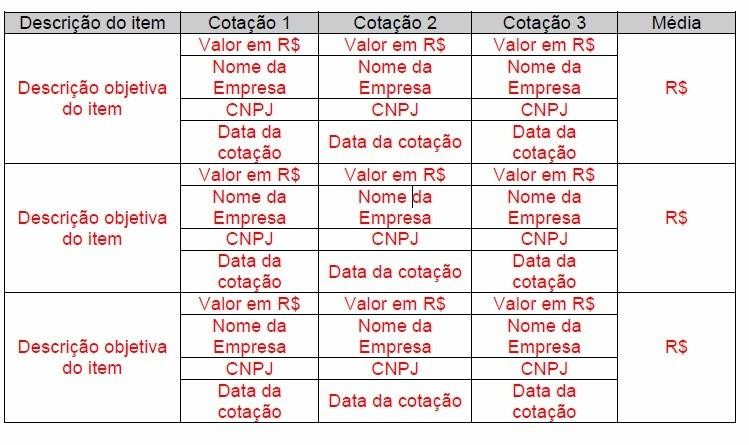 Descrição do item Cotação 1 Cotação 2 Cotação 3 Média
Valor em R$ Valor em R$ Valor em R$
Nome da Nome da Nome da
Descrição objetiva Empresa Empresa Empresa R$
do item CNPJ CNPJ CNPJ
Data da Data da cotação Data da
cotação cotação
Valor em R$ Valor em R$ Valor em R$
Nome da Nome da Nome da
Descrição objetiva Empresa Empresa Empresa R$
do item CNPJ CNPJ CNPJ
Data da Data da cotação Data da
cotação cotação
Valor em R$ Valor em R$ Valor em R$
Nome da Nome da Nome da
Descrição objetiva Empresa Empresa Empresa R$
do item CNPJ CNPJ CNPJ
Data da Data da cotação Data da
cotação cotação